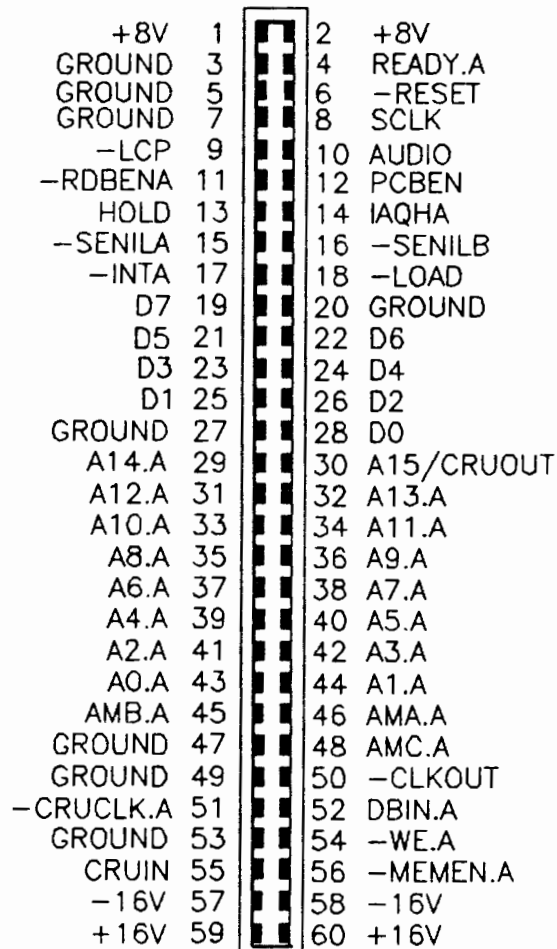 +8V 1 2 +8V
GROUND 3 4 READY.A
GROUND 5 6 -RESET
GROUND 7 8 SCLK
-LCP 9 10 AUDIO
-RDBENA 11 12 PCBEN
HOLD 13 14 IAQHA
-SENILA 15 16 -SENILB
-INTA 17 18 -LOAD
D7 19 20 GROUND
D5 21 22 D6
D3 23 24 D4
D1 25 26 D2
GROUND 27 28 D0
A14.A 29 30 A15/CRUOUT
A12.A 31 32 A13.A
A10.A 33 34 A11.A
A8.A 35 36 A9.A
A6.A 37 38 A7.A
A4.A 39 40 A5.A
A2.A 41 42 A3.A
A0.A 43 44 A1.A
AMB.A 45 46 AMA.A
GROUND 47 48 AMC.A
GROUND 49 50 -CLKOUT
-CRUCLK.A 51 52 DBIN.A
GROUND 53 54 -WE.A
CRUIN 55 56 -MEMEN.A
-16V 57 58 -16V
+16V 59 60 +16V